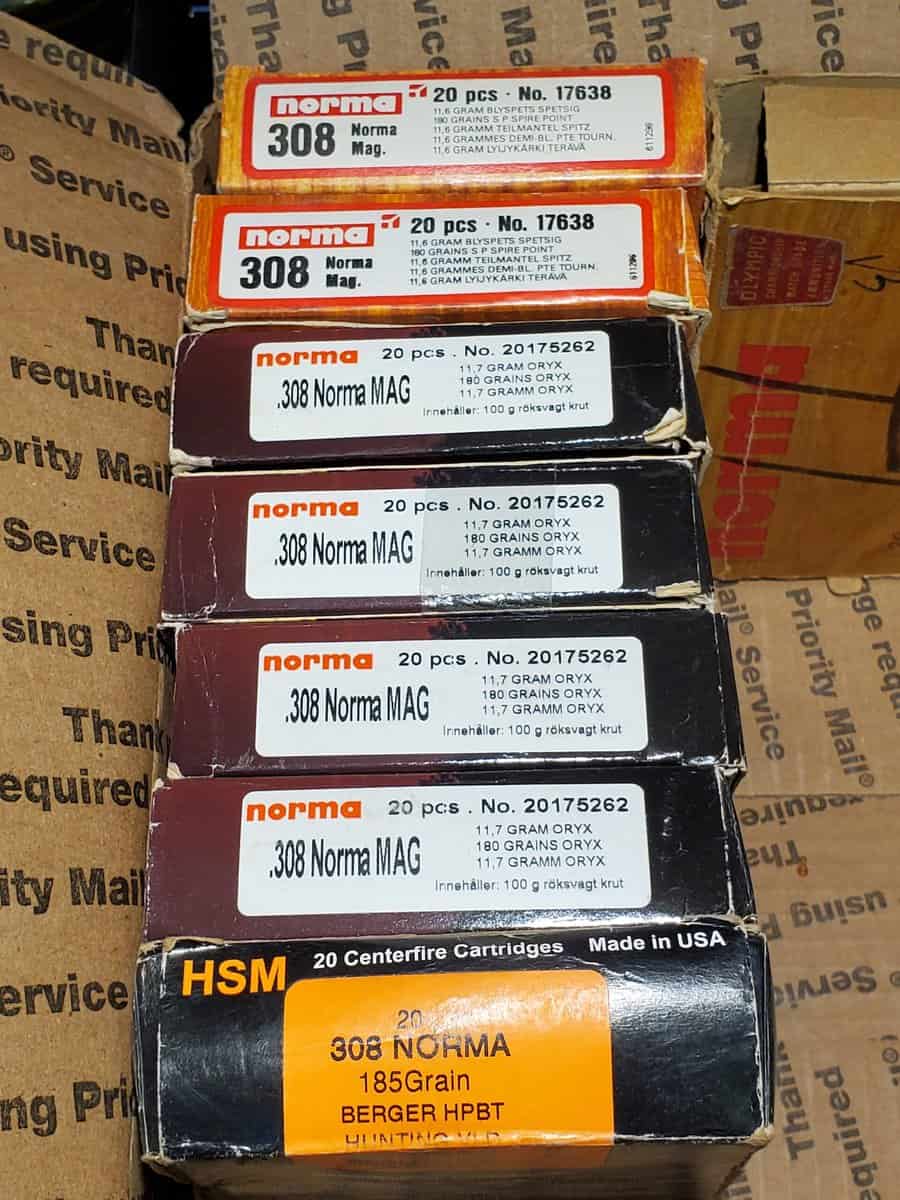 norma
308 Norma
Mag.
20 pcs · No. 17638
11,6 GRAM BLYSPETS SPETSIG
180 GRAINS S P SPIRE POINT
11,6 GRAMM TEILMANTEL SPITZ
11,6 GRAMMES DEMI-BL. PTE TOURN.
11,6 GRAM LYIJYKÄRKI TERÄVÄ
norma
308 Norma
Mag.
20 pcs · No. 17638
11,6 GRAM BLYSPETS SPETSIG
180 GRAINS S P SPIRE POINT
11,6 GRAMM TEILMANTEL SPITZ
11,6 GRAMMES DEMI-BL. PTE TOURN.
11,6 GRAM LYIJYKÄRKI TERÄVÄ
norma 20 pcs . No. 20175262
.308 Norma MAG
11,7 GRAM ORYX
180 GRAINS ORYX
11,7 GRAMM ORYX
Innehåller: 100 g röksvagt krut
norma 20 pcs . No. 20175262
.308 Norma MAG
11,7 GRAM ORYX
180 GRAINS ORYX
11,7 GRAMM ORYX
Innehåller: 100 g röksvagt krut
norma 20 pcs . No. 20175262
.308 Norma MAG
11,7 GRAM ORYX
180 GRAINS ORYX
11,7 GRAMM ORYX
Innehåller: 100 g röksvagt krut
norma 20 pcs . No. 20175262
.308 Norma MAG
11,7 GRAM ORYX
180 GRAINS ORYX
11,7 GRAMM ORYX
Innehåller: 100 g röksvagt krut
HSM 20 Centerfire Cartridges Made in USA
20
308 NORMA
185Grain
BERGER HPBT
HUNTING VLD
OLYMPIC
norma
Service
using
required
Service
Priority Mail®
Service